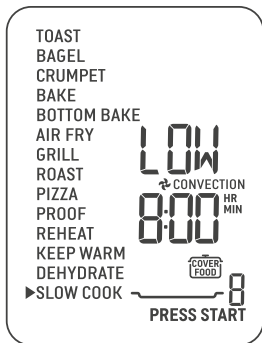 TOAST
BAGEL
CRUMPET
BAKE
BOTTOM BAKE
AIR FRY
GRILL
ROAST
PIZZA
PROOF
REHEAT
KEEP WARM
DEHYDRATE
SLOW COOK
LOW
CONVECTION
8:00 HR MIN
COVER
FOOD
8
PRESS START